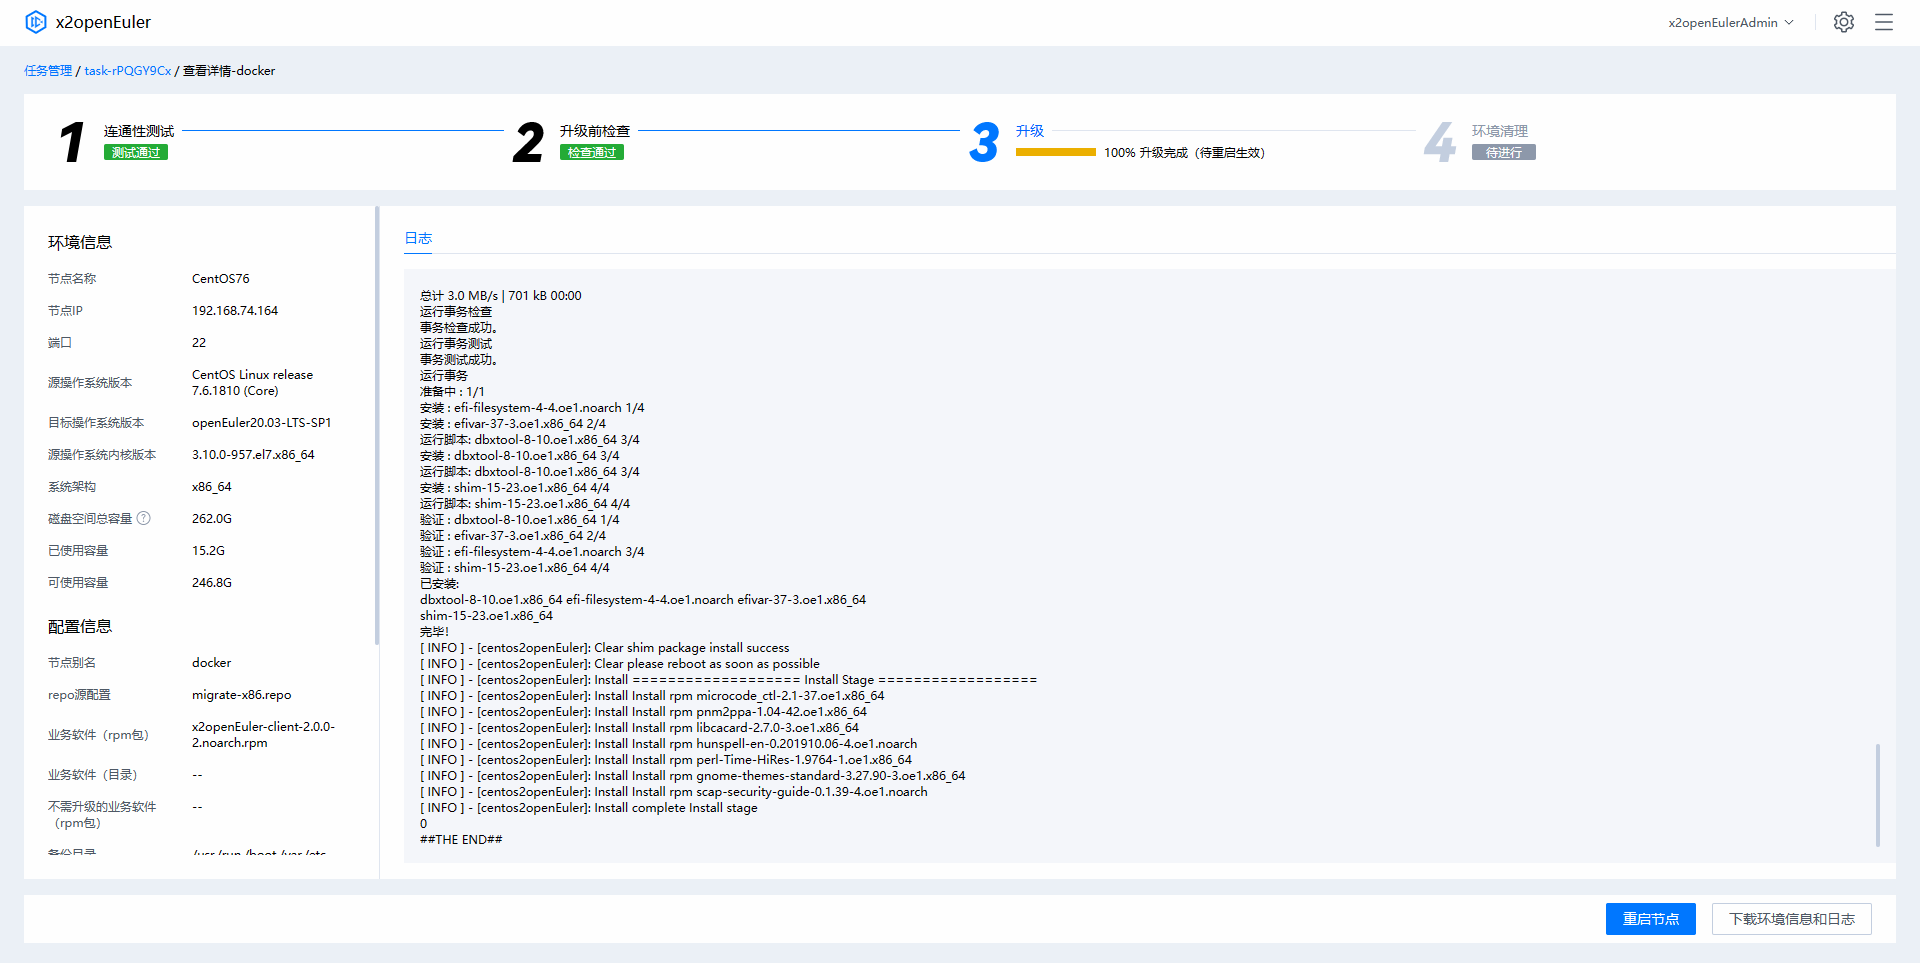 x2openEuler
x2openEulerAdmin
任务管理 / task-rPQGY9Cx / 查看详情-docker
1 连通性测试
测试通过
2 升级前检查
检查通过
3 升级
100% 升级完成（待重启生效）
4 环境清理
待进行
环境信息
节点名称 CentOS76
节点IP 192.168.74.164
端口 22
源操作系统版本 CentOS Linux release
7.6.1810 (Core)
目标操作系统版本 openEuler20.03-LTS-SP1
源操作系统内核版本 3.10.0-957.el7.x86_64
系统架构 x86_64
磁盘空间总容量 ? 262.0G
已使用容量 15.2G
可使用容量 246.8G
配置信息
节点别名 docker
repo源配置 migrate-x86.repo
业务软件（rpm包） x2openEuler-client-2.0.0-
2.noarch.rpm
业务软件（目录） --
不需升级的业务软件 --
（rpm包）
备份目录 /usr,/run,/boot,/var,/etc
日志
总计 3.0 MB/s | 701 kB 00:00
运行事务检查
事务检查成功。
运行事务测试
事务测试成功。
运行事务
准备中 : 1/1
安装 : efi-filesystem-4-4.oe1.noarch 1/4
安装 : efivar-37-3.oe1.x86_64 2/4
运行脚本: dbxtool-8-10.oe1.x86_64 3/4
安装 : dbxtool-8-10.oe1.x86_64 3/4
运行脚本: dbxtool-8-10.oe1.x86_64 3/4
安装 : shim-15-23.oe1.x86_64 4/4
运行脚本: shim-15-23.oe1.x86_64 4/4
验证 : dbxtool-8-10.oe1.x86_64 1/4
验证 : efivar-37-3.oe1.x86_64 2/4
验证 : efi-filesystem-4-4.oe1.noarch 3/4
验证 : shim-15-23.oe1.x86_64 4/4
已安装:
dbxtool-8-10.oe1.x86_64 efi-filesystem-4-4.oe1.noarch efivar-37-3.oe1.x86_64
shim-15-23.oe1.x86_64
完毕!
[ INFO ] - [centos2openEuler]: Clear shim package install success
[ INFO ] - [centos2openEuler]: Clear please reboot as soon as possible
[ INFO ] - [centos2openEuler]: Install =================== Install Stage ==================
[ INFO ] - [centos2openEuler]: Install Install rpm microcode_ctl-2.1-37.oe1.x86_64
[ INFO ] - [centos2openEuler]: Install Install rpm pnm2ppa-1.04-42.oe1.x86_64
[ INFO ] - [centos2openEuler]: Install Install rpm libcacard-2.7.0-3.oe1.x86_64
[ INFO ] - [centos2openEuler]: Install Install rpm hunspell-en-0.201910.06-4.oe1.noarch
[ INFO ] - [centos2openEuler]: Install Install rpm perl-Time-HiRes-1.9764-1.oe1.x86_64
[ INFO ] - [centos2openEuler]: Install Install rpm gnome-themes-standard-3.27.90-3.oe1.x86_64
[ INFO ] - [centos2openEuler]: Install Install rpm scap-security-guide-0.1.39-4.oe1.noarch
[ INFO ] - [centos2openEuler]: Install complete Install stage
0
##THE END##
重启节点
下载环境信息和日志